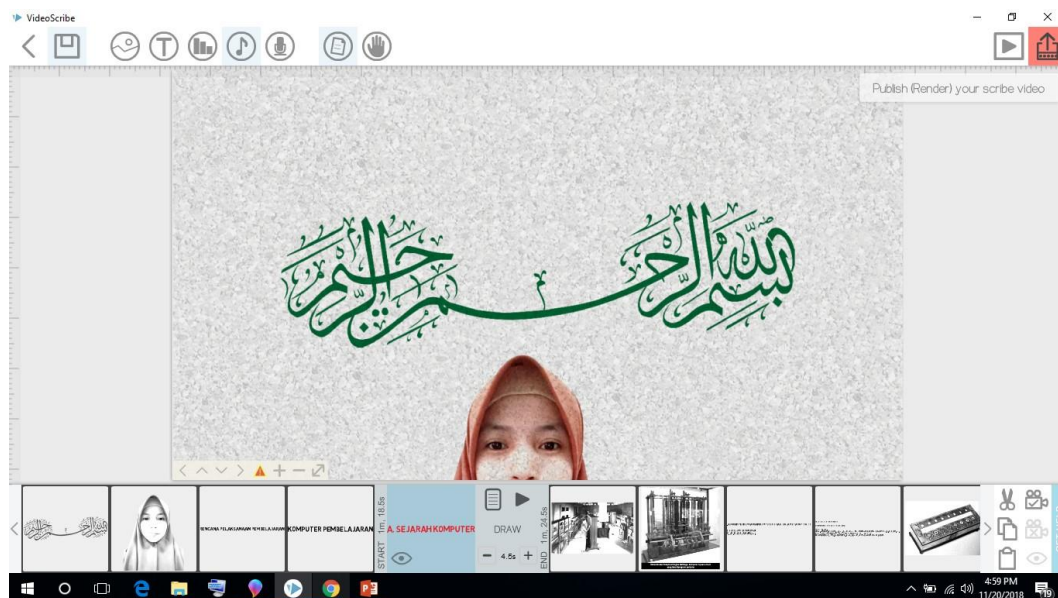 VideoScribe
Publish (Render) your scribe video
بسم الله الرحمن الرحيم
KOMPUTER PEMBELAJARAN
START 1m, 18.5s
A. SEJARAH KOMPUTER
DRAW
4.5s
END 1m, 24.5s
4:59 PM
11/20/2018
19